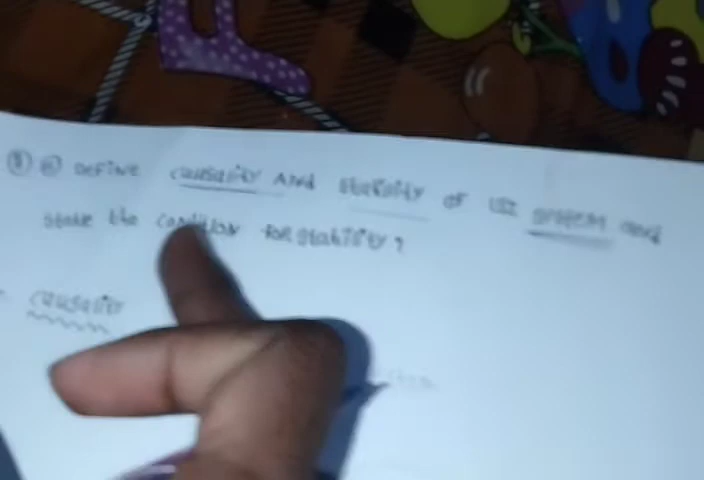 DEFINE causality And stability of LTI system and
state the condition for stability?
causality